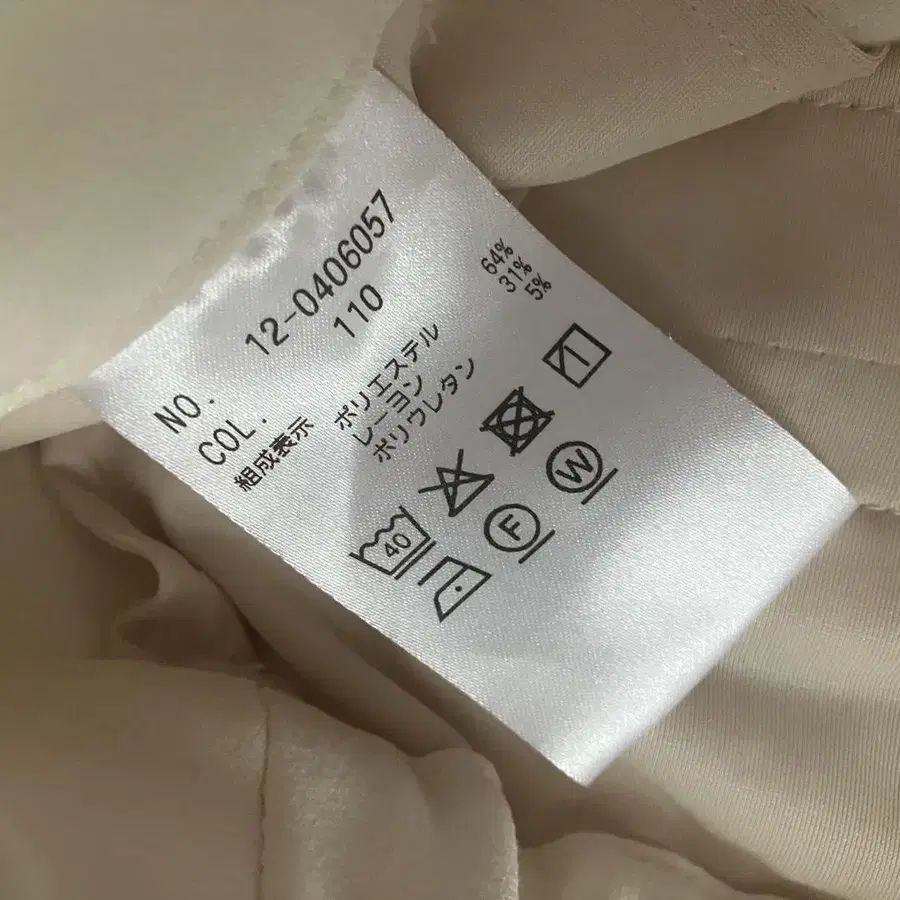 NO. 12-0406057
COL. 110
組成表示 ポリエステル 64%
レーヨン 31%
ポリウレタン 5%
40
F W